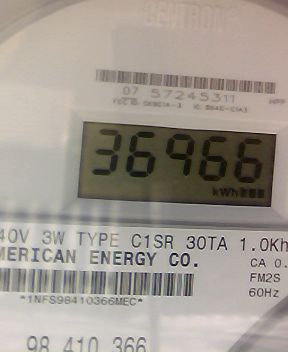 CENTRON
07 57245311
36966
kWh
40V 3W TYPE C1SR 30TA 1.0Kh
MERICAN ENERGY CO.
CA 0.
FM2S
60Hz
*1NFS98410366MEC*
98 410 366